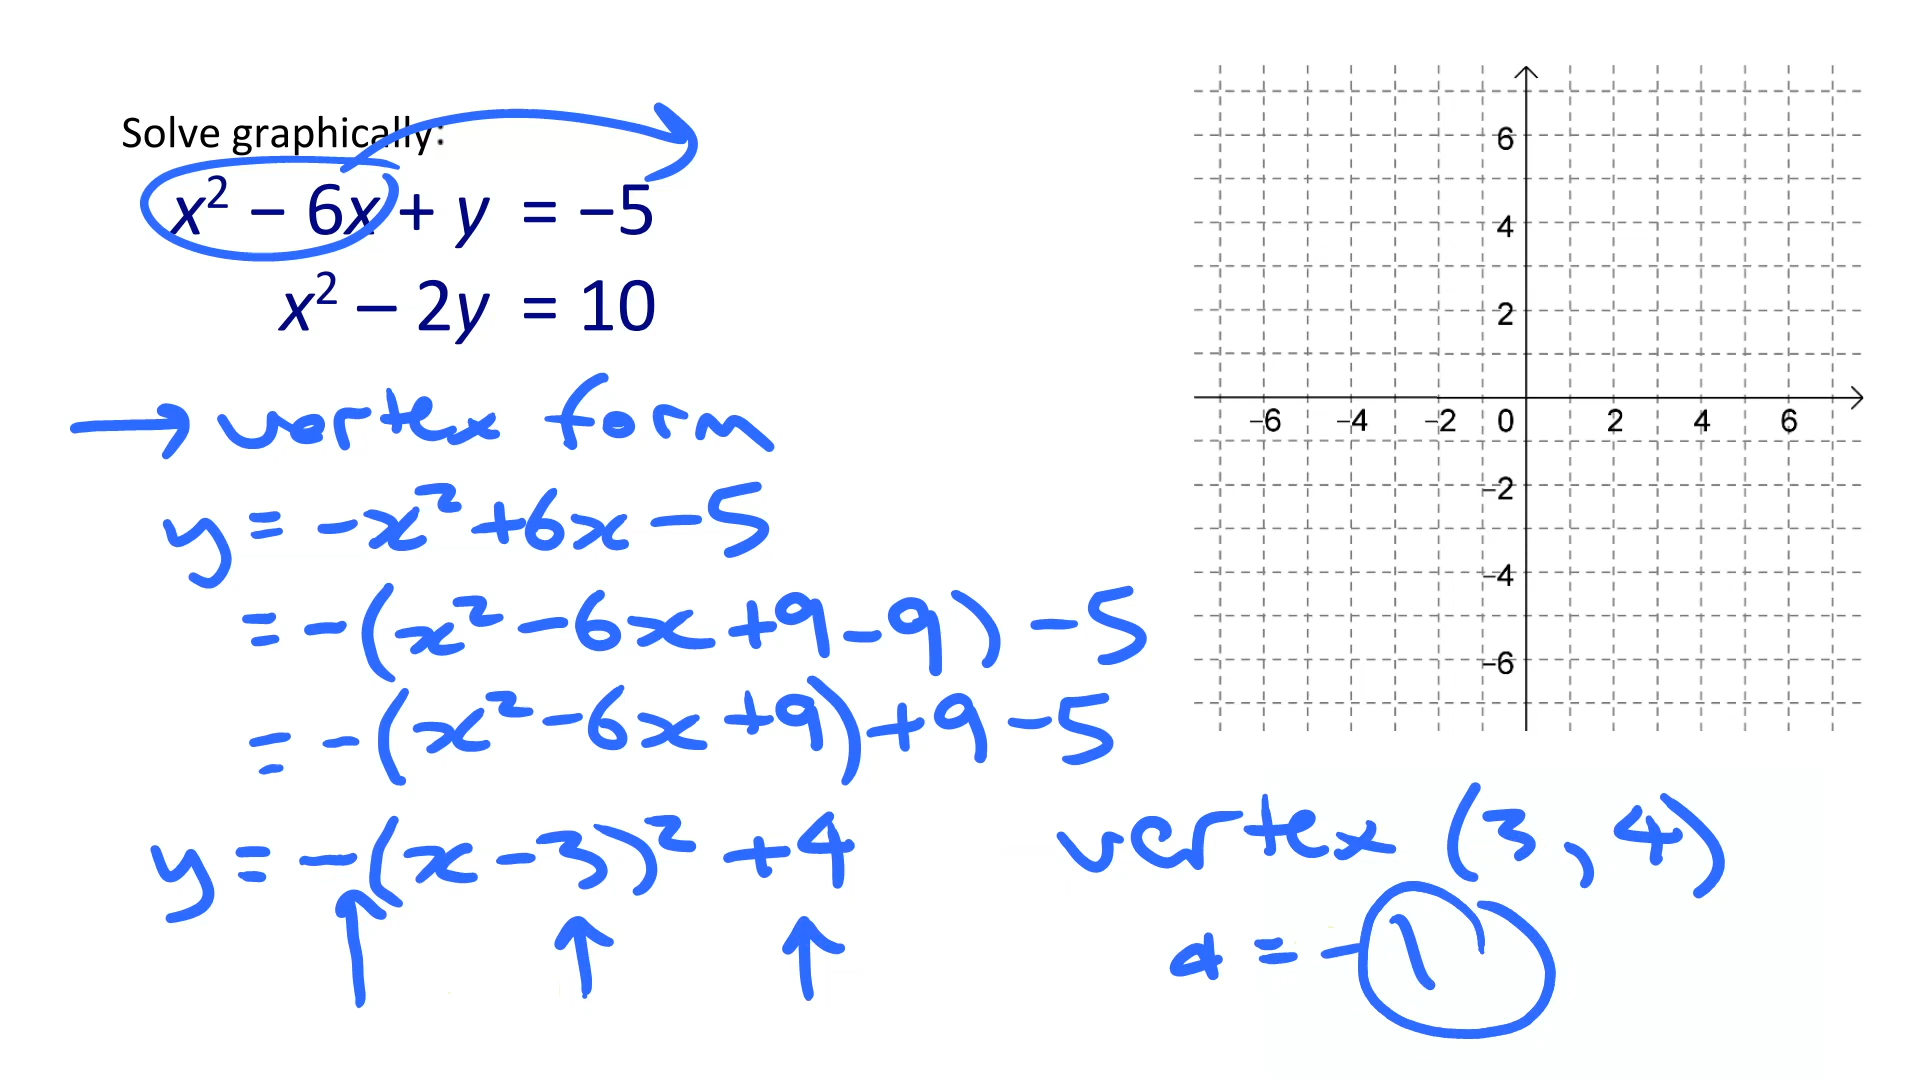 Solve graphically:
x² − 6x + y = −5
x² − 2y = 10
→ vertex form
y = -x² + 6x - 5
= -(x² - 6x + 9 - 9) - 5
= -(x² - 6x + 9) + 9 - 5
y = -(x - 3)² + 4
vertex (3, 4)
a = -1
6
4
2
−6 −4 −2 0 2 4 6
−2
−4
−6